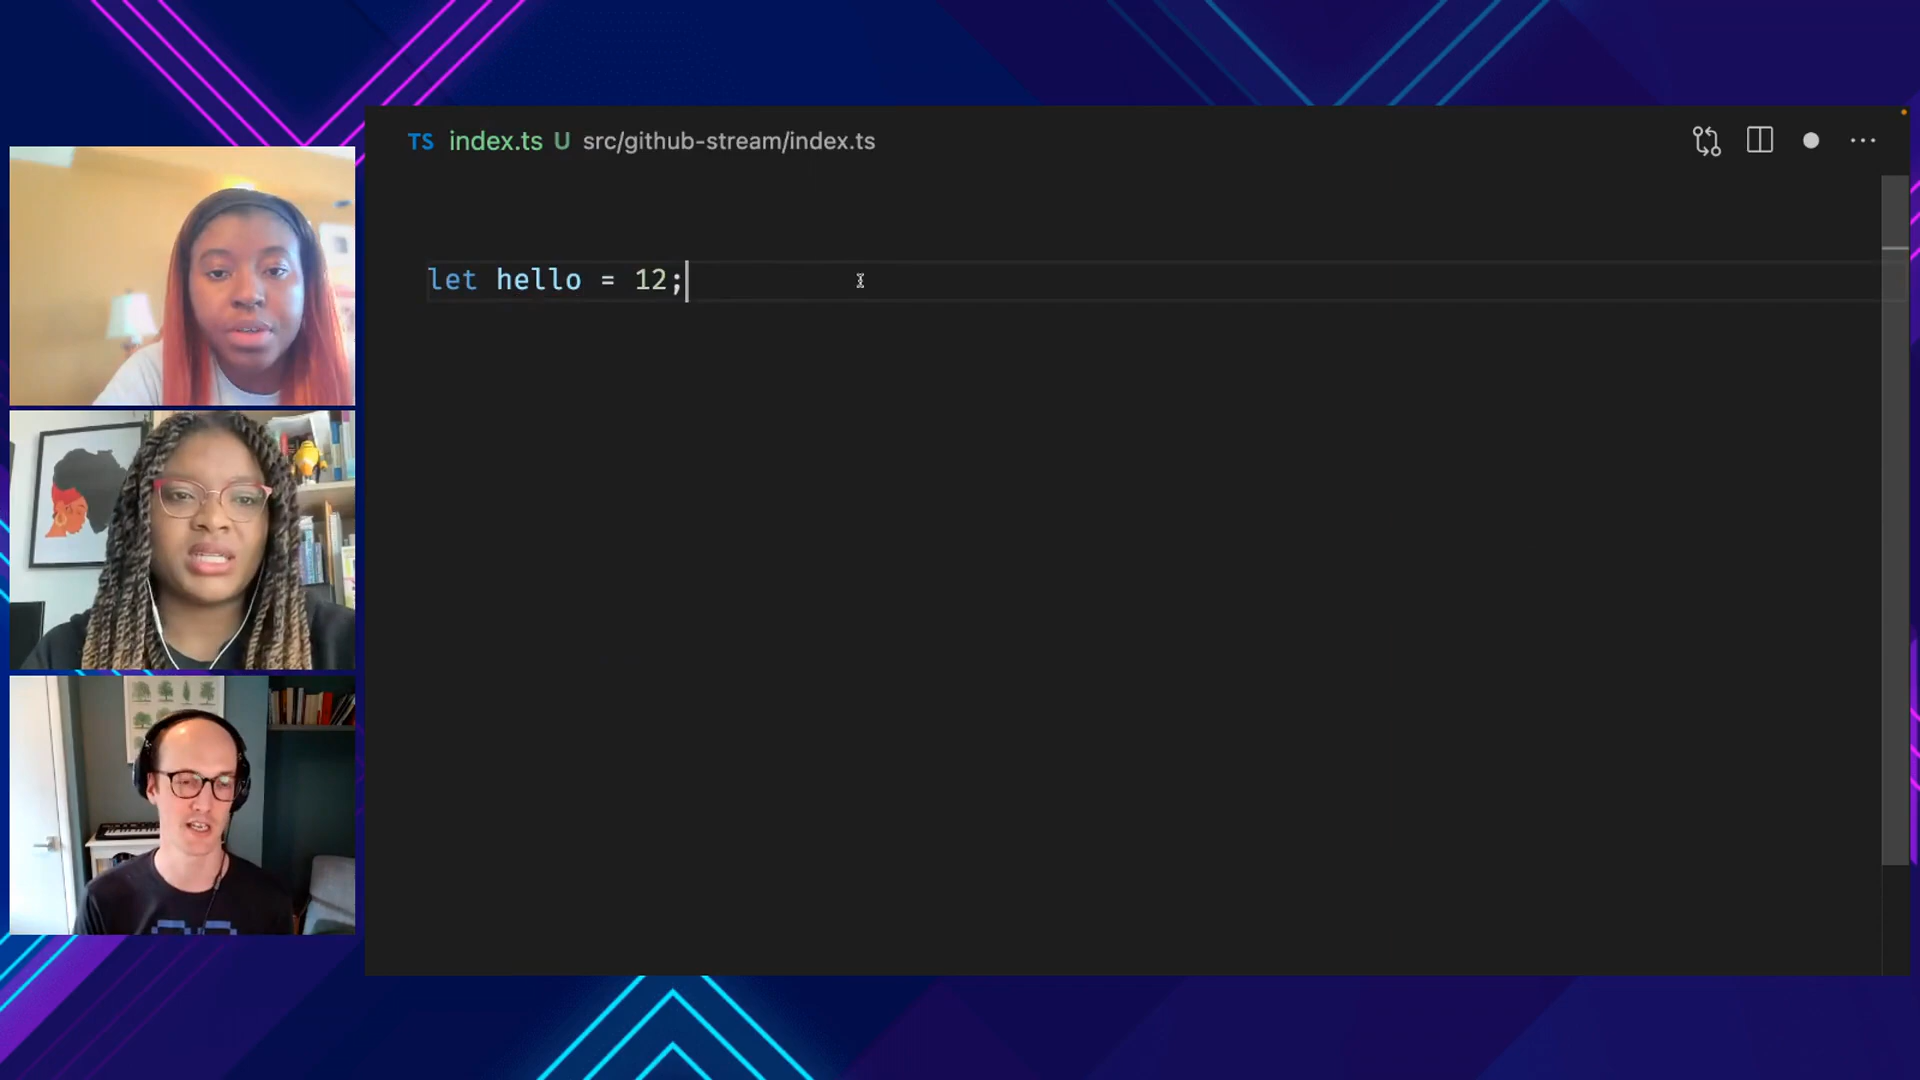 TS index.ts U src/github-stream/index.ts
let hello = 12;